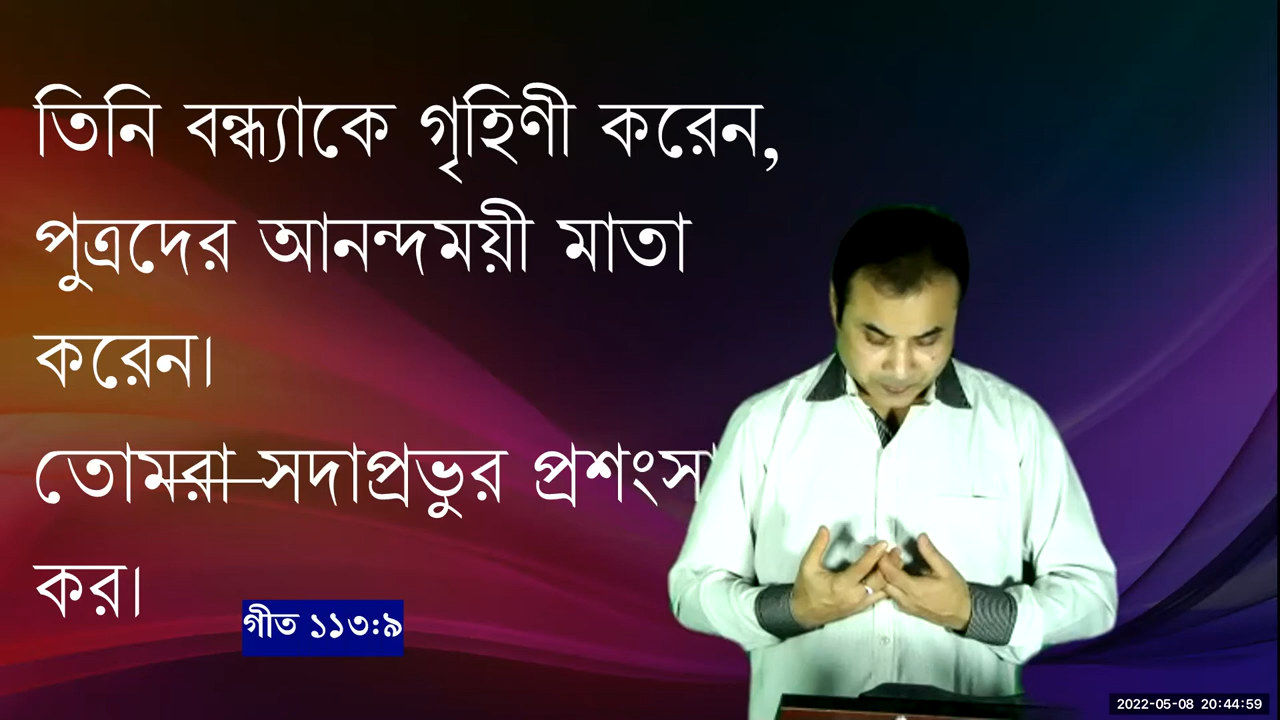 তিনি বন্ধ্যাকে গৃহিণী করেন,
পুত্রদের আনন্দময়ী মাতা
করেন।
তোমরা সদাপ্রভুর প্রশংসা
কর।
গীত ১১৩:৯
2022-05-08 20:44:59